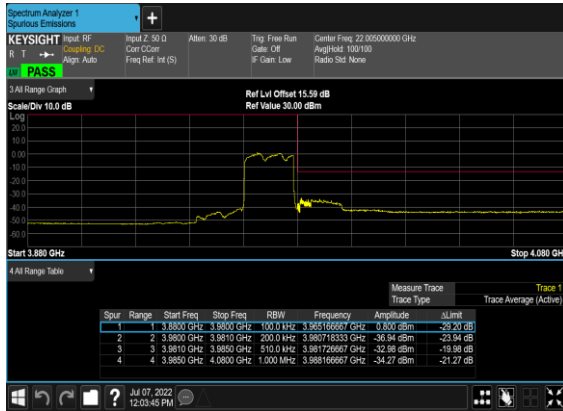 Spectrum Analyzer 1
Spurious Emissions
KEYSIGHT
R T
LXI PASS
Input: RF
Coupling: DC
Align: Auto
Input Z: 50 Ω
Corr CCorr
Freq Ref: Int (S)
Atten: 30 dB
Trig: Free Run
Gate: Off
IF Gain: Low
Center Freq: 22.005000000 GHz
Avg|Hold: 100/100
Radio Std: None
3 All Range Graph
Ref Lvl Offset 15.59 dB
Scale/Div 10.0 dB
Ref Value 30.00 dBm
Log
20.0
10.0
0.00
-10.0
-20.0
-30.0
-40.0
-50.0
-60.0
Start 3.880 GHz
Stop 4.080 GH
4 All Range Table
Measure Trace Trace 1
Trace Type Trace Average (Active)
Spur Range Start Freq Stop Freq RBW Frequency Amplitude ΔLimit
1 1 3.8800 GHz 3.9800 GHz 100.0 kHz 3.965166667 GHz 0.800 dBm -29.20 dB
2 2 3.9800 GHz 3.9810 GHz 200.0 kHz 3.980718333 GHz -36.94 dBm -23.94 dB
3 3 3.9810 GHz 3.9850 GHz 510.0 kHz 3.981726667 GHz -32.98 dBm -19.98 dB
4 4 3.9850 GHz 4.0800 GHz 1.000 MHz 3.988166667 GHz -34.27 dBm -21.27 dB
Jul 07, 2022
12:03:45 PM